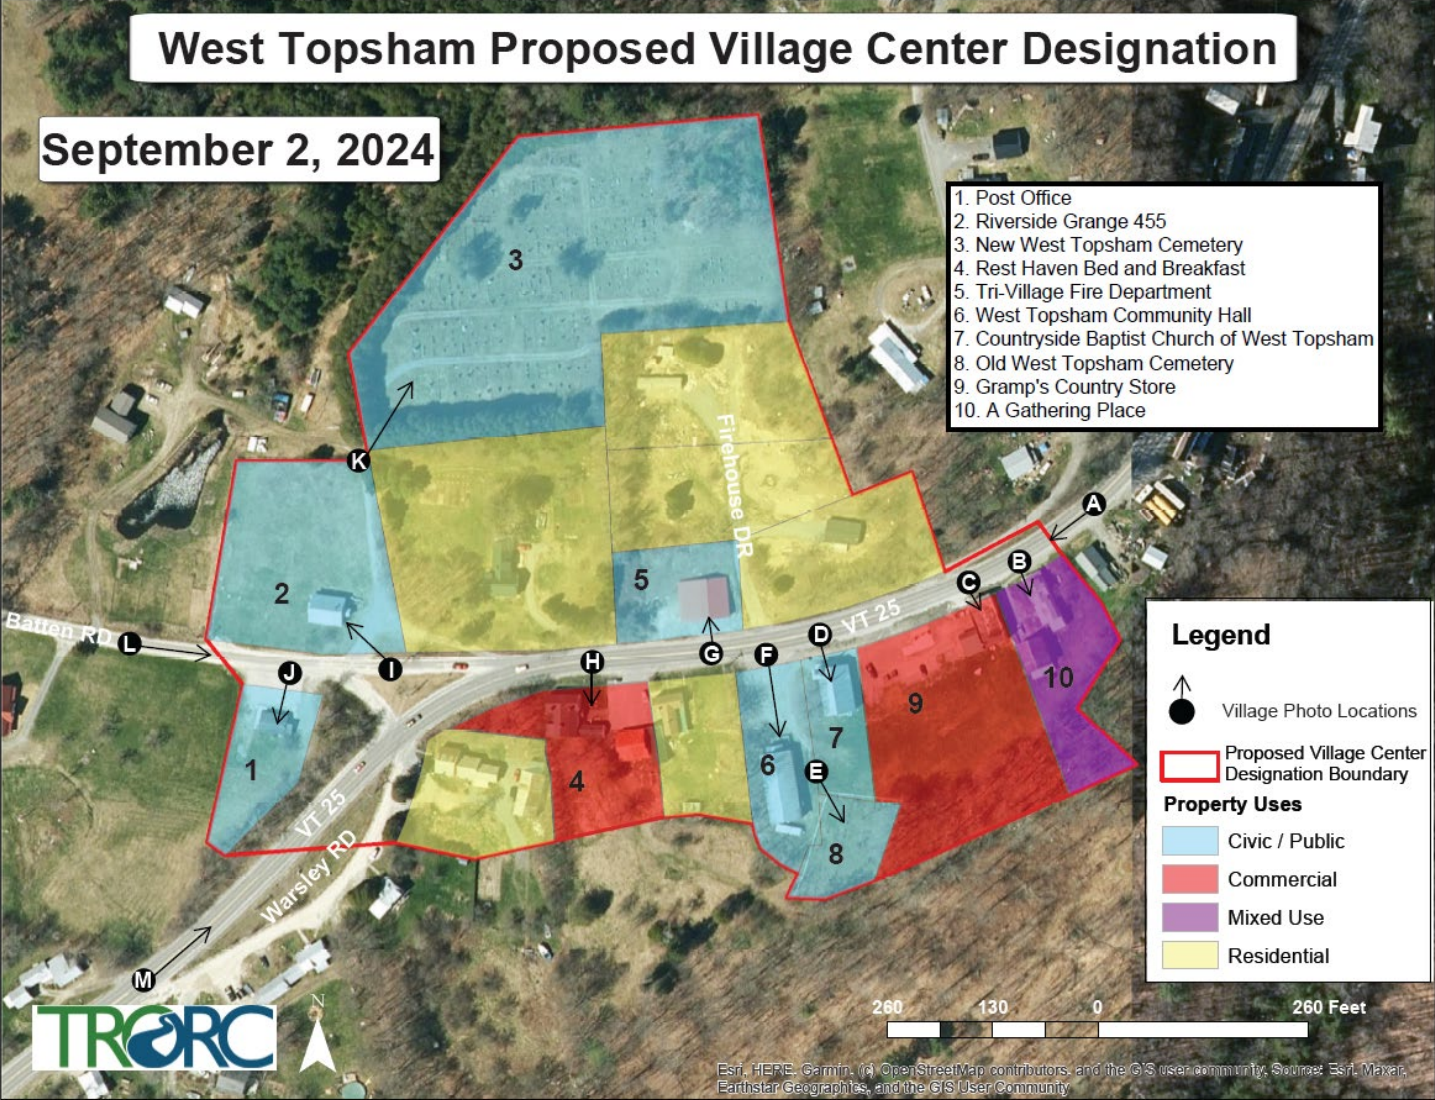 West Topsham Proposed Village Center Designation
September 2, 2024
1. Post Office
2. Riverside Grange 455
3. New West Topsham Cemetery
4. Rest Haven Bed and Breakfast
5. Tri-Village Fire Department
6. West Topsham Community Hall
7. Countryside Baptist Church of West Topsham
8. Old West Topsham Cemetery
9. Gramp's Country Store
10. A Gathering Place
3
K
Firehouse DR
A
B
C
5
2
Batten RD
L
D
VT 25
I
H
G
F
J
10
9
1
4
6
7
E
8
VT 25
Warsley RD
M
Legend
Village Photo Locations
Proposed Village Center
Designation Boundary
Property Uses
Civic / Public
Commercial
Mixed Use
Residential
TRORC
N
260 130 0 260 Feet
Esri, HERE, Garmin, (c) OpenStreetMap contributors, and the GIS user community, Source: Esri, Maxar,
Earthstar Geographics, and the GIS User Community